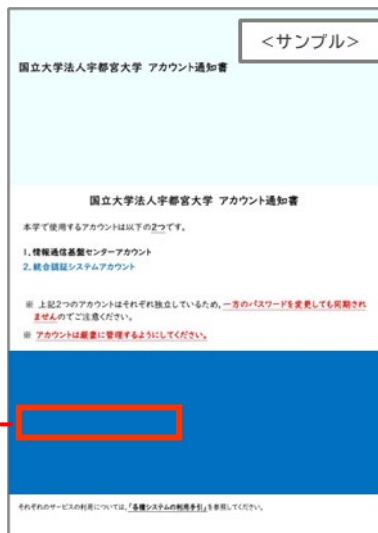 <サンプル>
国立大学法人宇都宮大学 アカウント通知書
国立大学法人宇都宮大学 アカウント通知書
本学で使用するアカウントは以下の2つです。
1.情報通信基盤センターアカウント
2.統合認証システムアカウント
※ 上記2つのアカウントはそれぞれ独立しているため,一方のパスワードを変更しても同期され
ませんのでご注意ください。
※ アカウントは厳重に管理するようにしてください。
それぞれのサービスの利用については,「各種システムの利用手引」を参照してください。